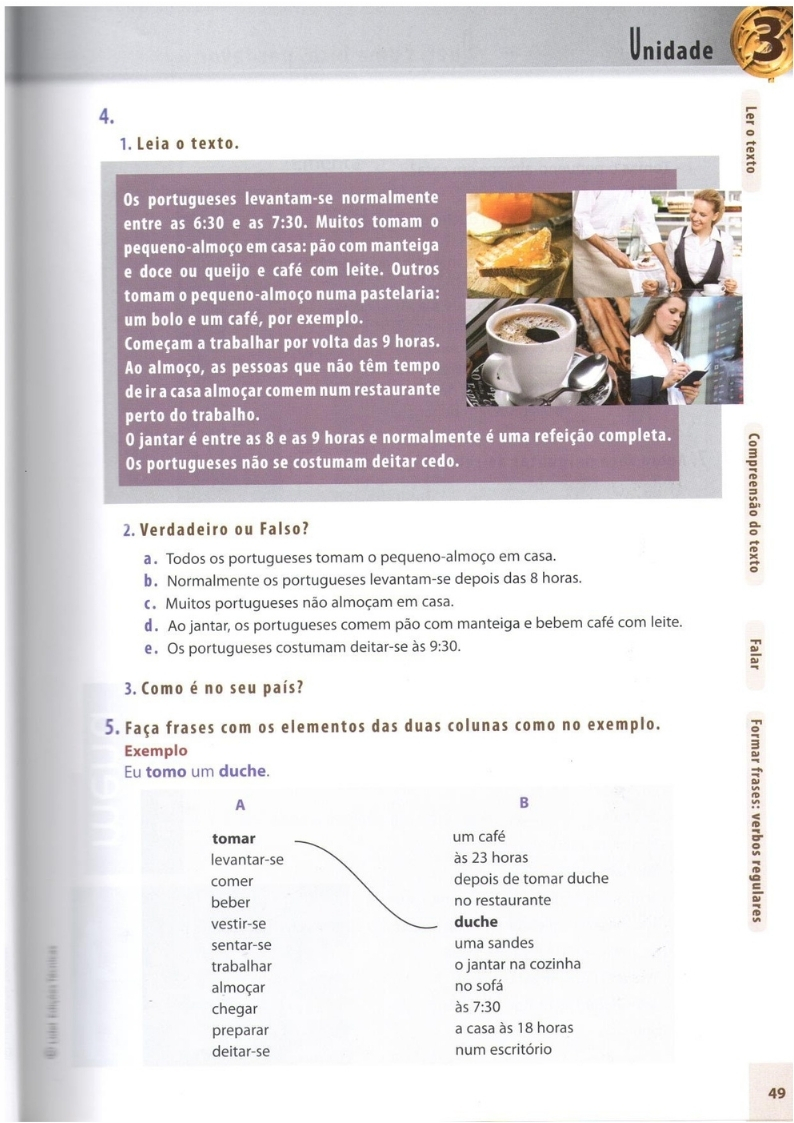 Unidade 3
4.
1. Leia o texto.
Os portugueses levantam-se normalmente
entre as 6:30 e as 7:30. Muitos tomam o
pequeno-almoço em casa: pão com manteiga
e doce ou queijo e café com leite. Outros
tomam o pequeno-almoço numa pastelaria:
um bolo e um café, por exemplo.
Começam a trabalhar por volta das 9 horas.
Ao almoço, as pessoas que não têm tempo
de ir a casa almoçar comem num restaurante
perto do trabalho.
O jantar é entre as 8 e as 9 horas e normalmente é uma refeição completa.
Os portugueses não se costumam deitar cedo.
2. Verdadeiro ou Falso?
a. Todos os portugueses tomam o pequeno-almoço em casa.
b. Normalmente os portugueses levantam-se depois das 8 horas.
c. Muitos portugueses não almoçam em casa.
d. Ao jantar, os portugueses comem pão com manteiga e bebem café com leite.
e. Os portugueses costumam deitar-se às 9:30.
3. Como é no seu país?
5. Faça frases com os elementos das duas colunas como no exemplo.
Exemplo
Eu tomo um duche.
A B
tomar um café
levantar-se às 23 horas
comer depois de tomar duche
beber no restaurante
vestir-se duche
sentar-se uma sandes
trabalhar o jantar na cozinha
almoçar no sofá
chegar às 7:30
preparar a casa às 18 horas
deitar-se num escritório
Ler o texto
Compreensão do texto
Falar
Formar frases: verbos regulares
© Lidel Edições Técnicas
49